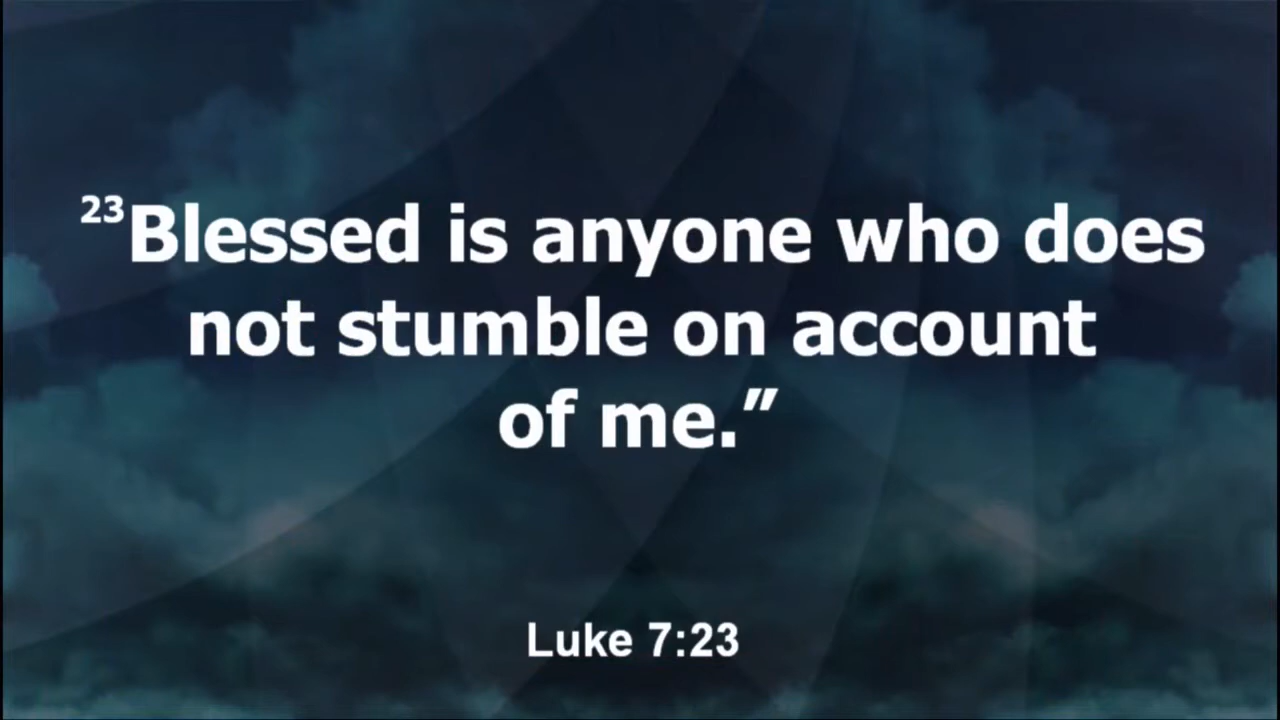 23Blessed is anyone who does
not stumble on account
of me.”
Luke 7:23